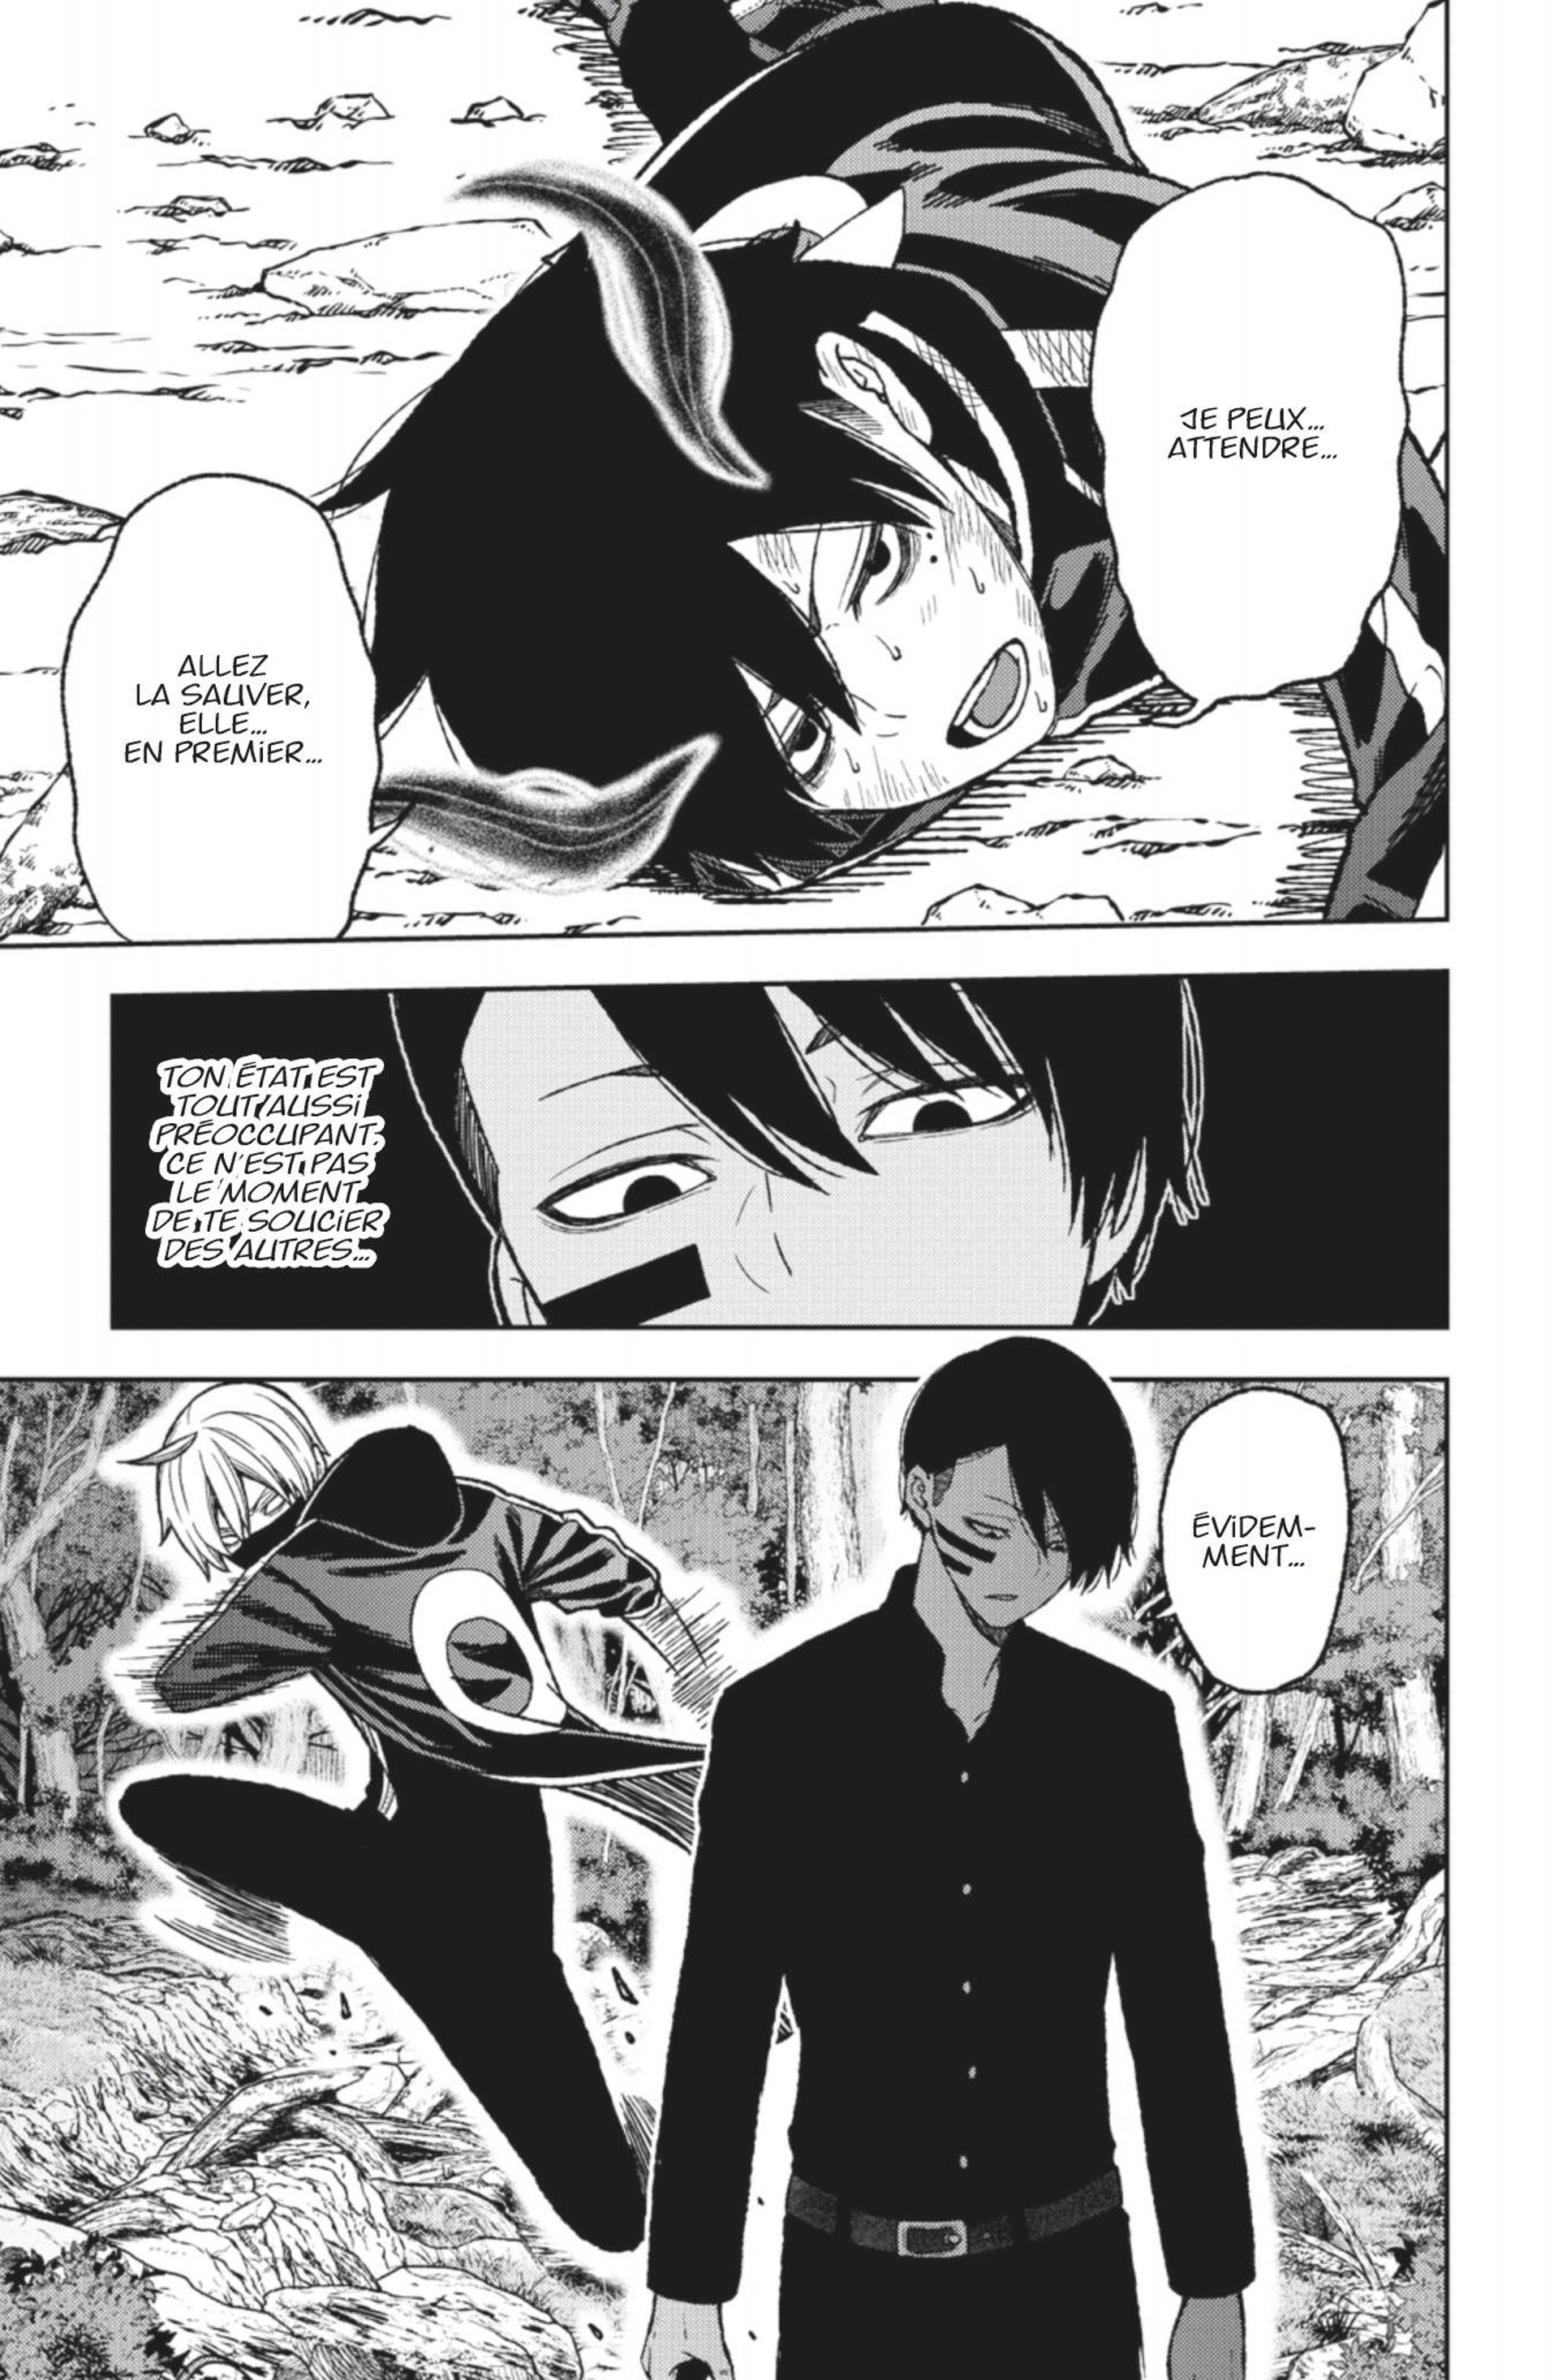 JE PEUX...
ATTENDRE...
ALLEZ
LA SAUVER,
ELLE...
EN PREMIER...
TON ÉTAT EST
TOUT AUSSI
PRÉOCCUPANT.
CE N'EST PAS
LE MOMENT
DE TE SOUCIER
DES AUTRES...
ÉVIDEM-
MENT...